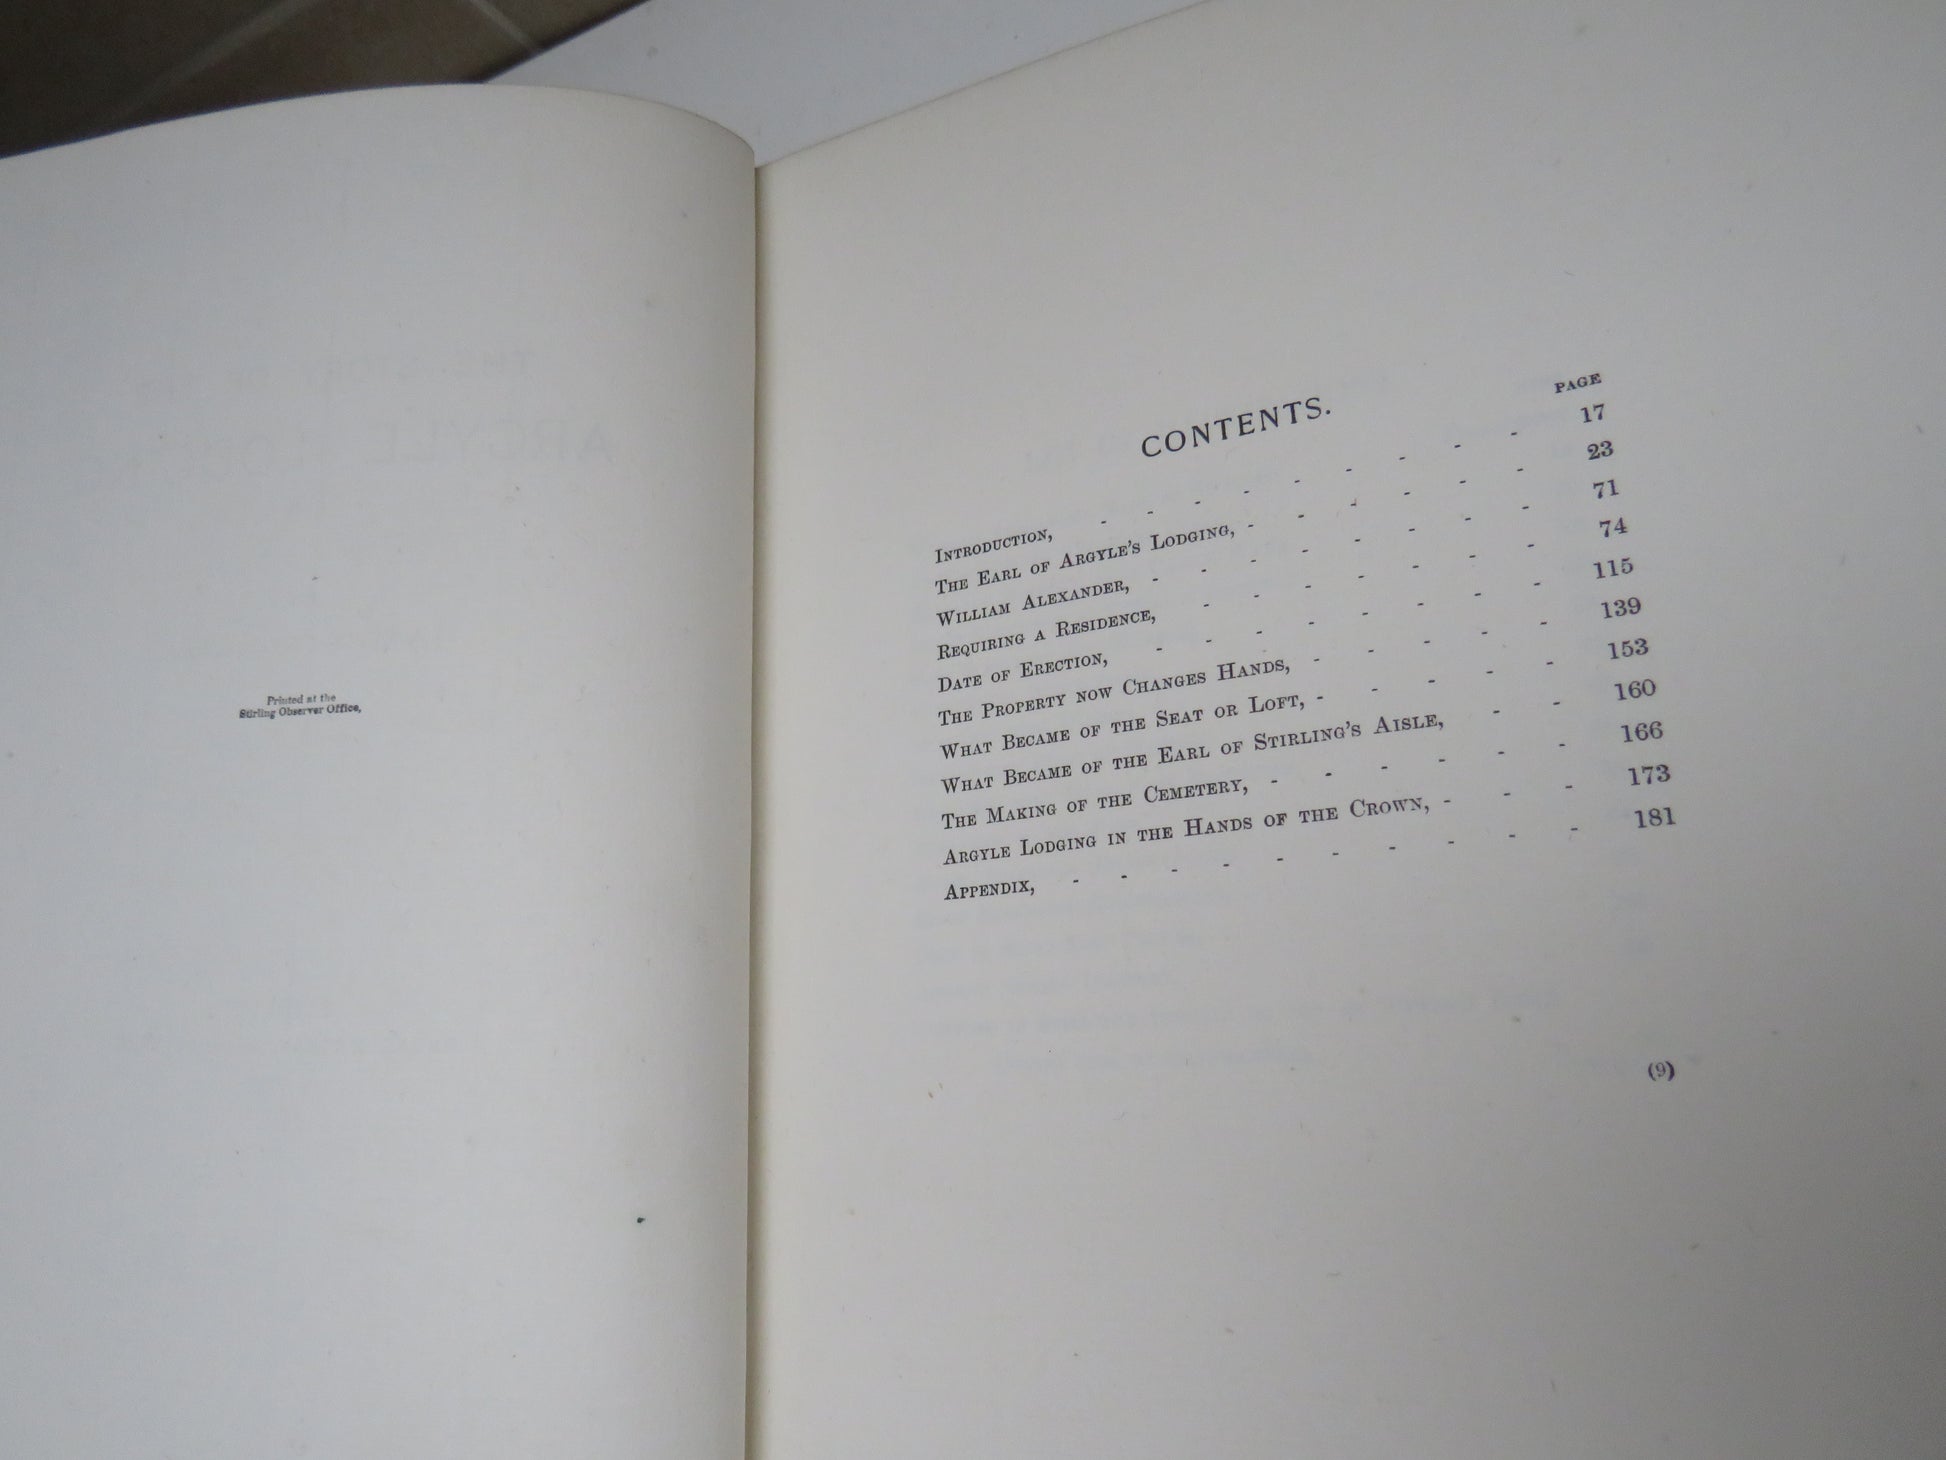 Printed at the
Stirling Observer Office,
CONTENTS.
PAGE
INTRODUCTION, - - - - - - - - - 17
THE EARL OF ARGYLE'S LODGING, - - - - - - 23
WILLIAM ALEXANDER, - - - - - - - - 71
REQUIRING A RESIDENCE, - - - - - - - 74
DATE OF ERECTION, - - - - - - - - 115
THE PROPERTY NOW CHANGES HANDS, - - - - - 139
WHAT BECAME OF THE SEAT OR LOFT, - - - - - 153
WHAT BECAME OF THE EARL OF STIRLING'S AISLE, - - 160
THE MAKING OF THE CEMETERY, - - - - - - 166
ARGYLE LODGING IN THE HANDS OF THE CROWN, - - - 173
APPENDIX, - - - - - - - - - - 181
(9)